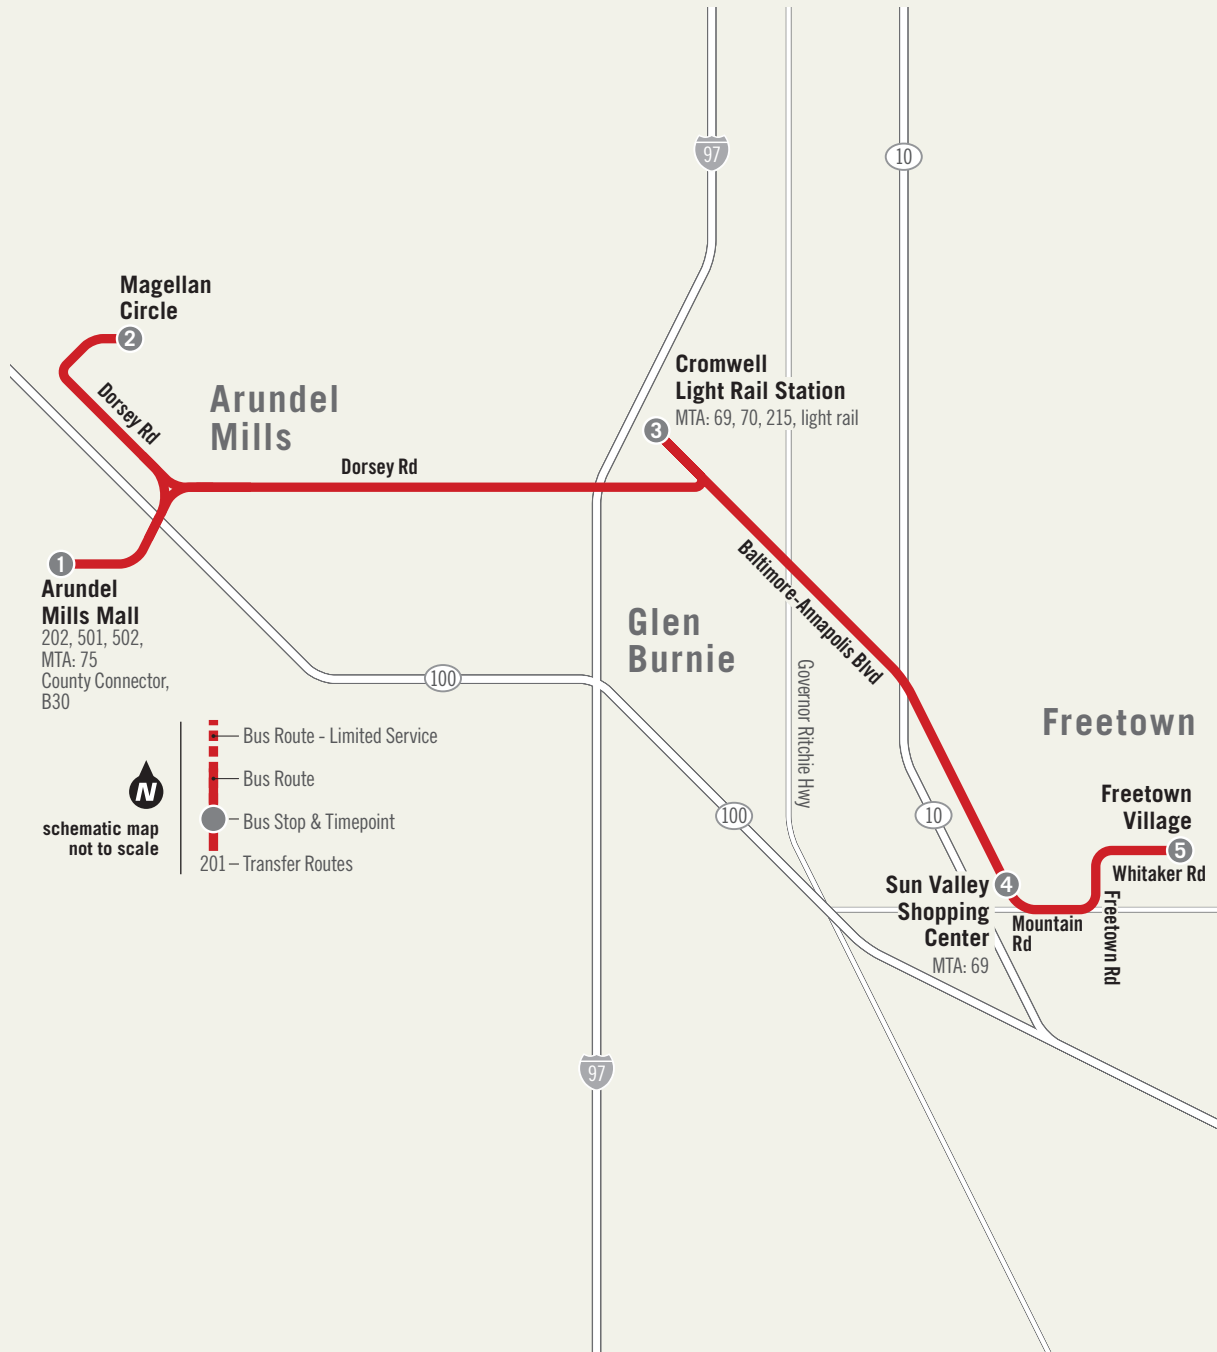 97
10
Magellan
Circle
2
Dorsey Rd
Arundel
Mills
Cromwell
Light Rail Station
MTA: 69, 70, 215, light rail
3
Dorsey Rd
1
Arundel
Mills Mall
202, 501, 502,
MTA: 75
County Connector,
B30
Baltimore-Annapolis Blvd
Glen
Burnie
100
Governor Ritchie Hwy
Freetown
N
schematic map
not to scale
Bus Route - Limited Service
Bus Route
Bus Stop & Timepoint
201 – Transfer Routes
100
10
Freetown
Village
5
Whitaker Rd
Sun Valley
Shopping
Center
MTA: 69
4
Mountain
Rd
Freetown Rd
97